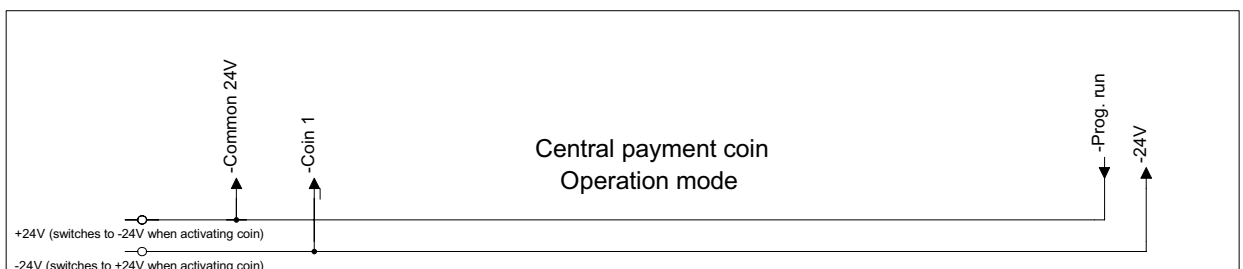 -Common 24V
-Coin 1
Central payment coin
Operation mode
-Prog. run
-24V
+24V (switches to -24V when activating coin)
-24V (switches to +24V when activating coin)